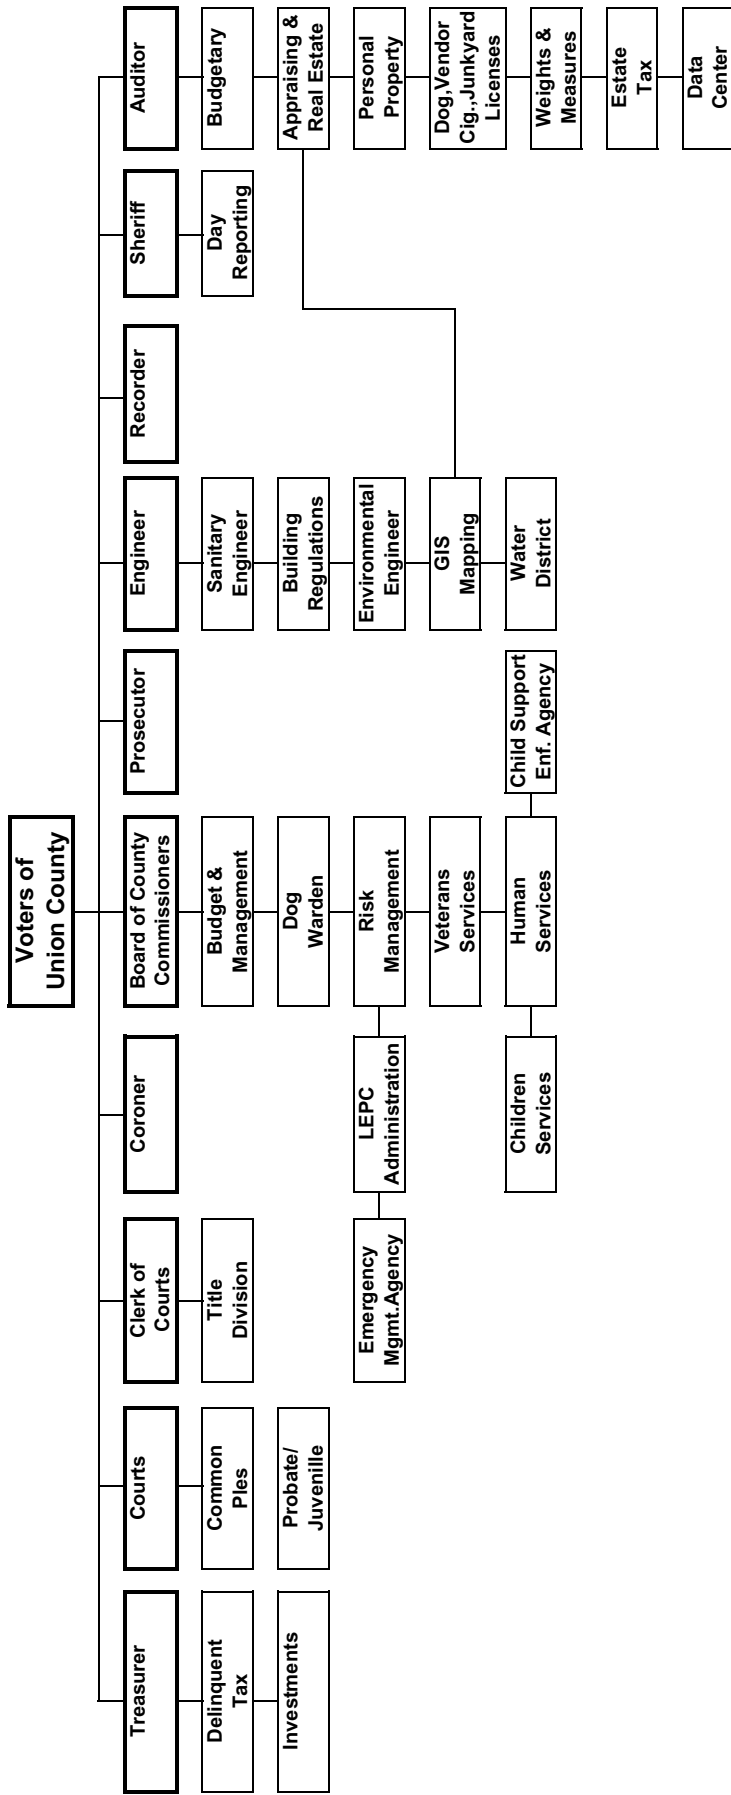 Voters of
Union County
Treasurer
Delinquent
Tax
Investments
Courts
Common
Ples
Probate/
Juvenille
Clerk of
Courts
Title
Division
Coroner
Board of County
Commissioners
Budget &
Management
Dog
Warden
Risk
Management
LEPC
Administration
Emergency
Mgmt.Agency
Veterans
Services
Human
Services
Children
Services
Child Support
Enf. Agency
Prosecutor
Engineer
Sanitary
Engineer
Building
Regulations
Environmental
Engineer
GIS
Mapping
Water
District
Recorder
Sheriff
Day
Reporting
Auditor
Budgetary
Appraising &
Real Estate
Personal
Property
Dog,Vendor
Cig.,Junkyard
Licenses
Weights &
Measures
Estate
Tax
Data
Center